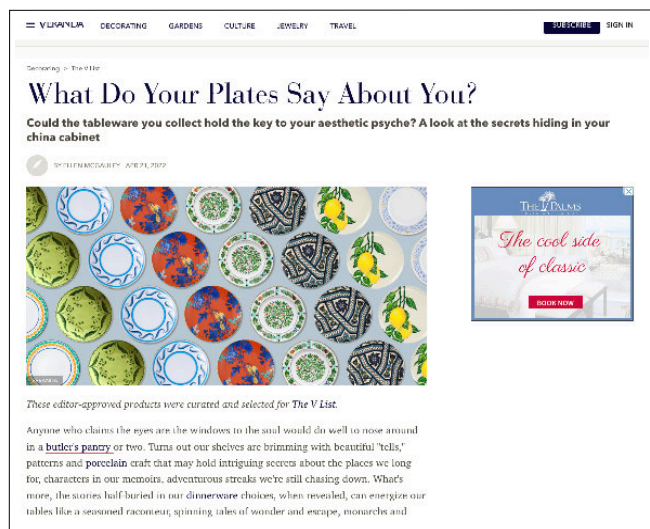 VERANDA
DECORATING GARDENS CULTURE JEWELRY TRAVEL
SUBSCRIBE SIGN IN
Decorating > The V List
What Do Your Plates Say About You?
Could the tableware you collect hold the key to your aesthetic psyche? A look at the secrets hiding in your
china cabinet
BY ELLEN MCGAULEY APR 21, 2022
THE PALMS
The cool side
of classic
BOOK NOW
These editor-approved products were curated and selected for The V List.
Anyone who claims the eyes are the windows to the soul would do well to nose around
in a butler's pantry or two. Turns out our shelves are brimming with beautiful "tells,"
patterns and porcelain craft that may hold intriguing secrets about the places we long
for, characters in our memoirs, adventurous streaks we're still chasing down. What's
more, the stories half-buried in our dinnerware choices, when revealed, can energize our
tables like a seasoned raconteur, spinning tales of wonder and escape, monarchs and